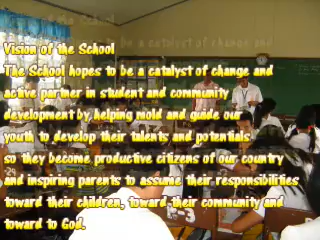 Vision of the School
The School hopes to be a catalyst of change and
active partner in student and community
development by helping mold and guide our
youth to develop their talents and potentials
so they become productive citizens of our country
and inspiring parents to assume their responsibilities
toward their children, toward their community and
toward to God.